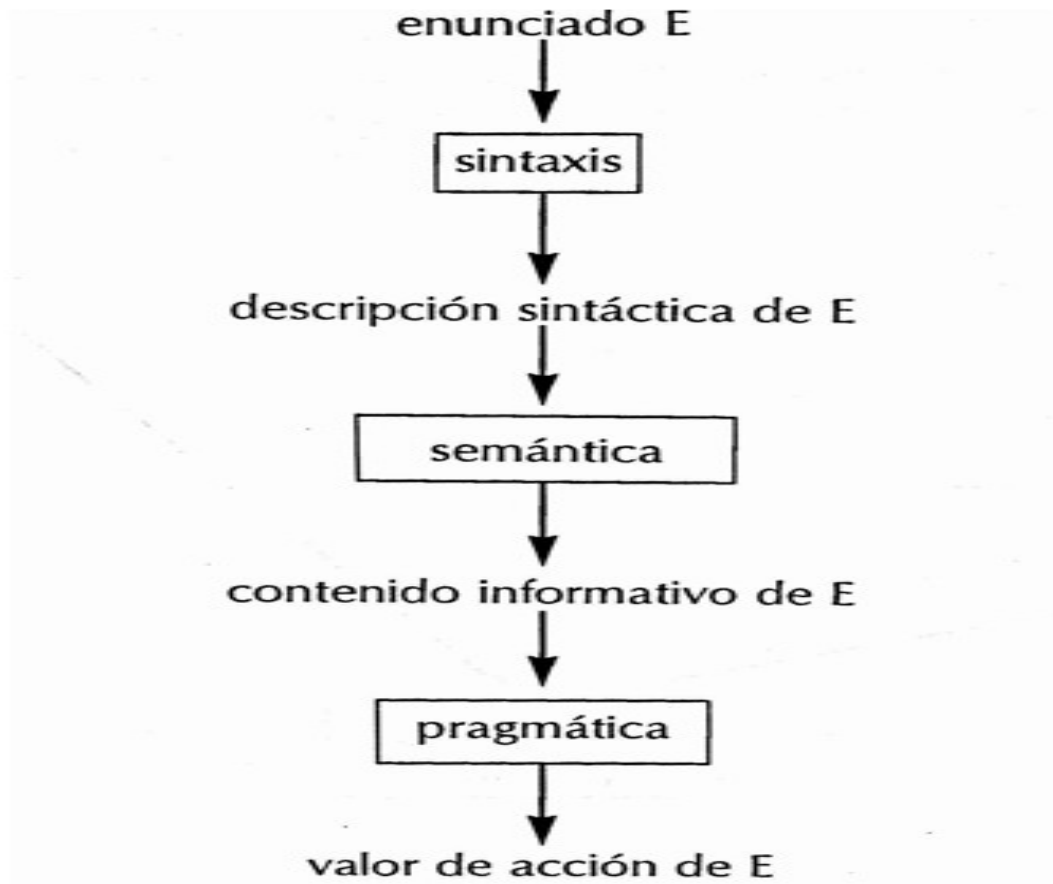 enunciado E
sintaxis
descripción sintáctica de E
semántica
contenido informativo de E
pragmática
valor de acción de E